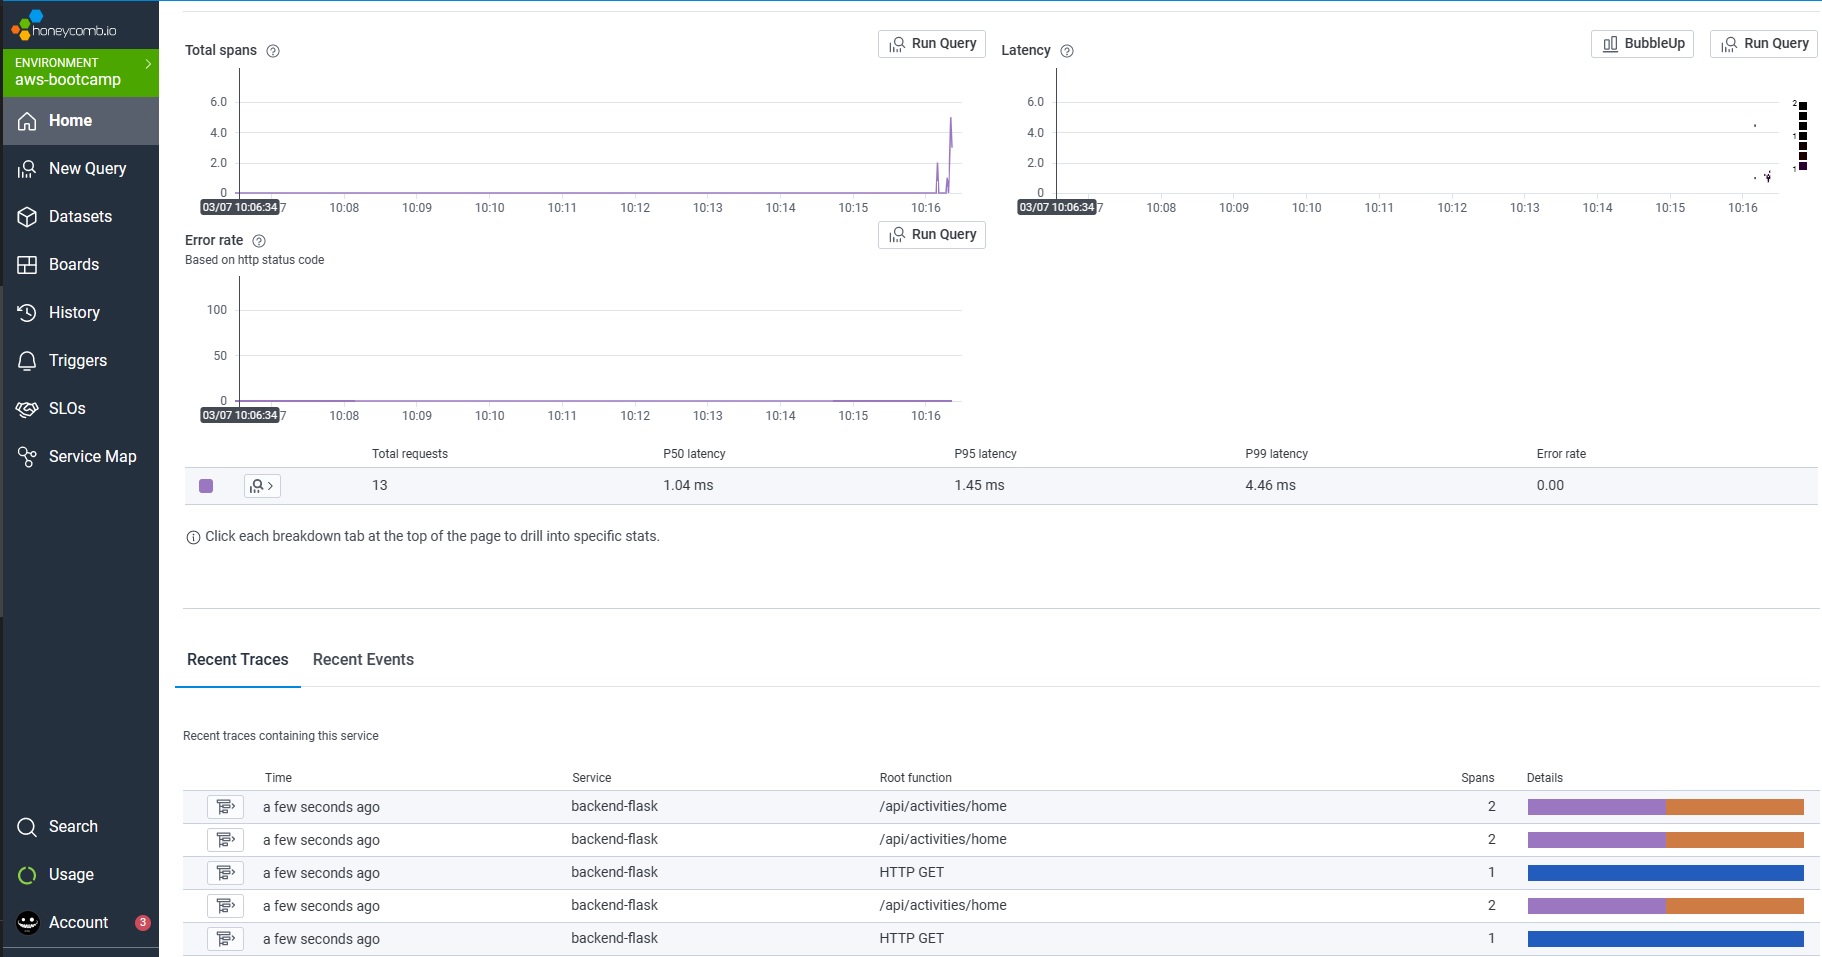 honeycomb.io
ENVIRONMENT
aws-bootcamp
Home
New Query
Datasets
Boards
History
Triggers
SLOs
Service Map
Search
Usage
Account 3
Total spans
Run Query
6.0
4.0
2.0
0
03/07 10:06:34 7 10:08 10:09 10:10 10:11 10:12 10:13 10:14 10:15 10:16
Latency
BubbleUp Run Query
6.0
4.0
2.0
0
2
1
1
03/07 10:06:34 7 10:08 10:09 10:10 10:11 10:12 10:13 10:14 10:15 10:16
Error rate
Run Query
Based on http status code
100
50
0
03/07 10:06:34 7 10:08 10:09 10:10 10:11 10:12 10:13 10:14 10:15 10:16
Total requests P50 latency P95 latency P99 latency Error rate
13 1.04 ms 1.45 ms 4.46 ms 0.00
Click each breakdown tab at the top of the page to drill into specific stats.
Recent Traces Recent Events
Recent traces containing this service
Time Service Root function Spans Details
a few seconds ago backend-flask /api/activities/home 2
a few seconds ago backend-flask /api/activities/home 2
a few seconds ago backend-flask HTTP GET 1
a few seconds ago backend-flask /api/activities/home 2
a few seconds ago backend-flask HTTP GET 1